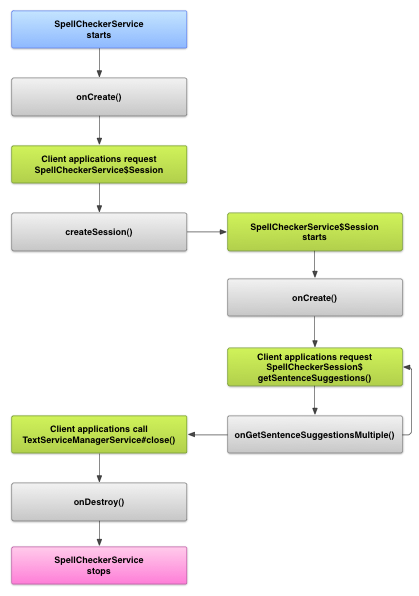 SpellCheckerService
starts
onCreate()
Client applications request
SpellCheckerService$Session
createSession()
SpellCheckerService$Session
starts
onCreate()
Client applications request
SpellCheckerSession$
getSentenceSuggestions()
onGetSentenceSuggestionsMultiple()
Client applications call
TextServiceManagerService#close()
onDestroy()
SpellCheckerService
stops